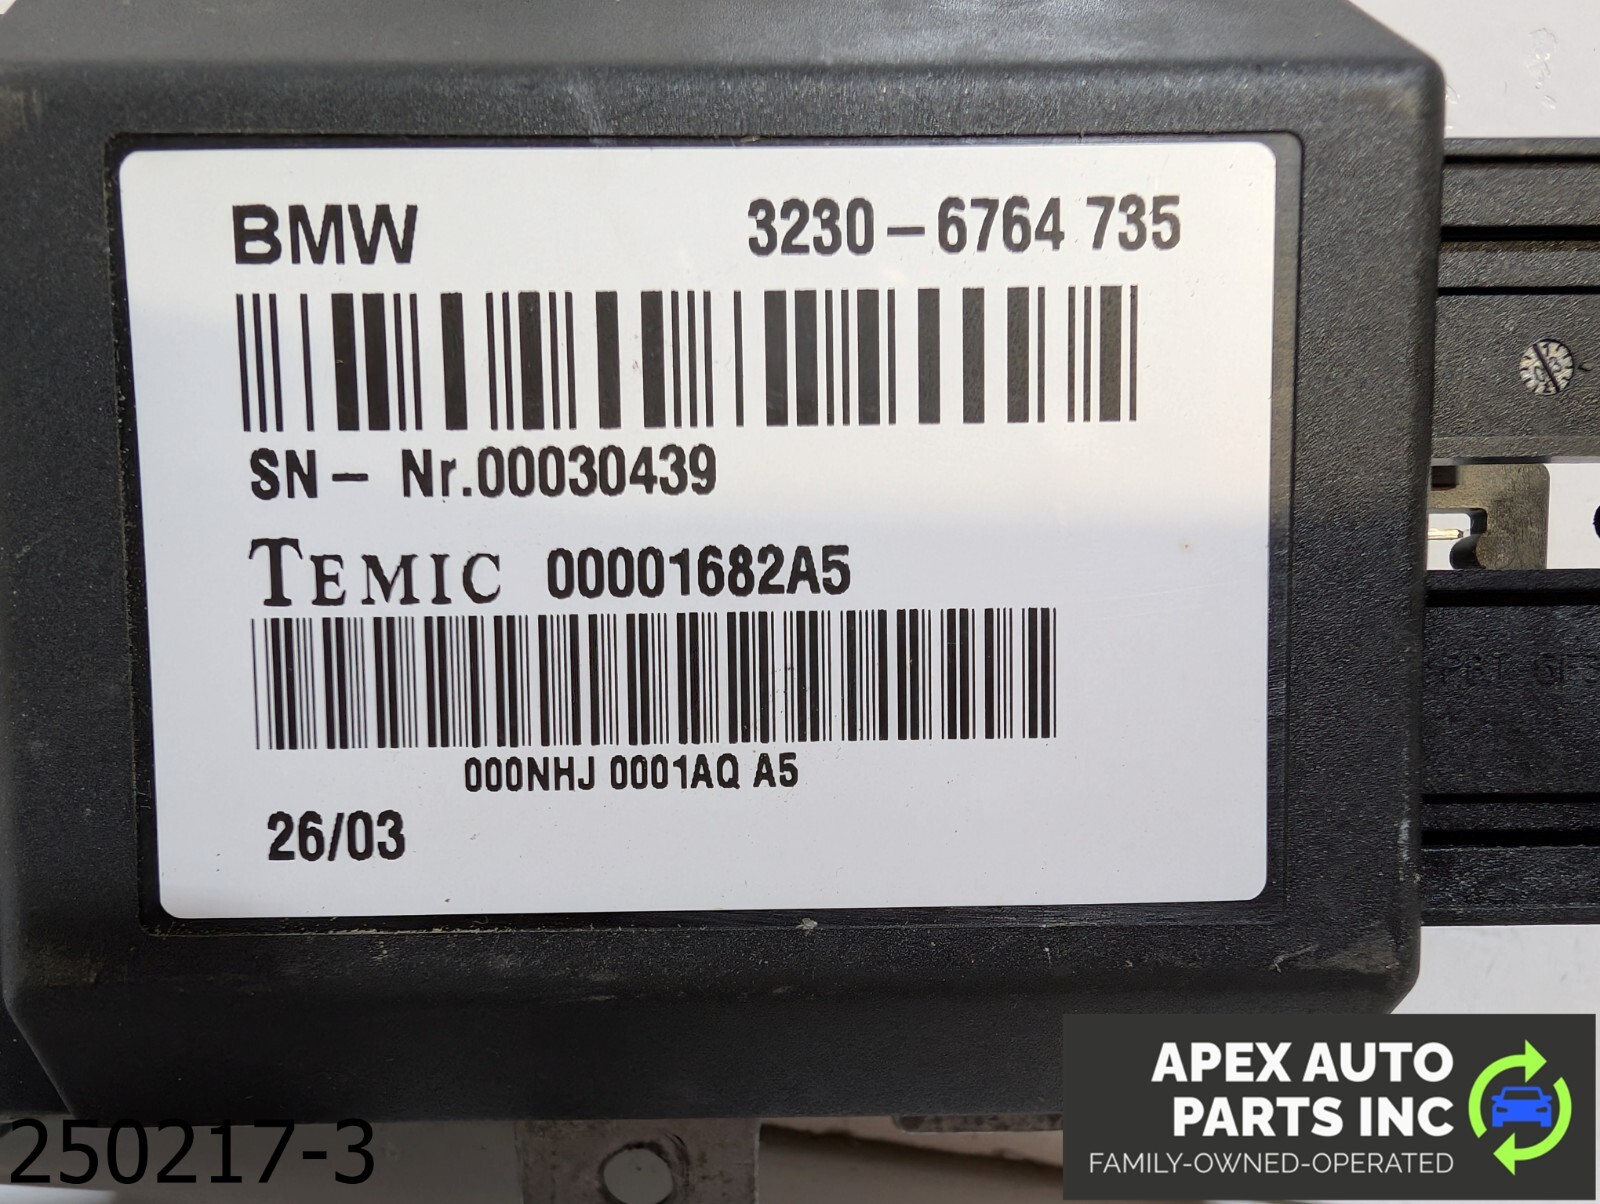 BMW 3230-6764 735
SN- Nr.00030439
TEMIC 00001682A5
000NHJ 0001AQ A5
26/03
250217-3
APEX AUTO
PARTS INC
FAMILY-OWNED-OPERATED